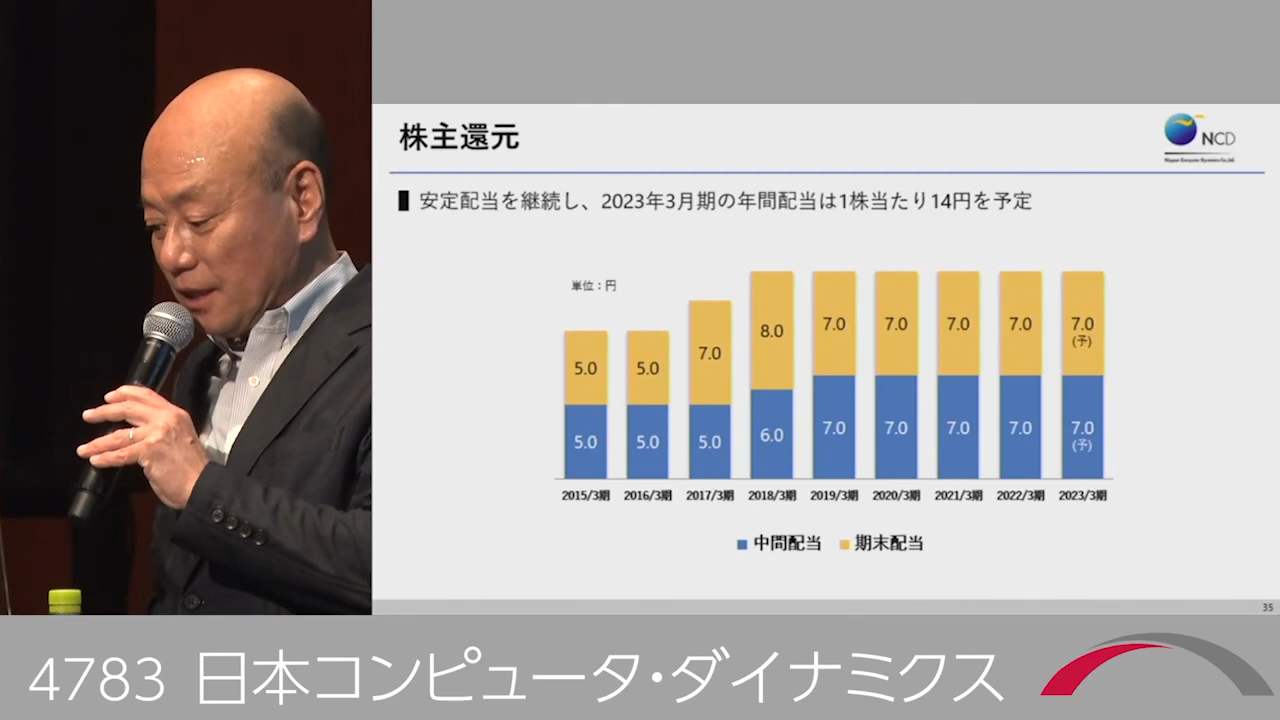 株主還元
NCD
Nippon Computer Dynamics Co.,Ltd.
安定配当を継続し、2023年3月期の年間配当は1株当たり14円を予定
単位：円
5.0 5.0 7.0 8.0 7.0 7.0 7.0 7.0 7.0
(予)
5.0 5.0 5.0 6.0 7.0 7.0 7.0 7.0 7.0
(予)
2015/3期 2016/3期 2017/3期 2018/3期 2019/3期 2020/3期 2021/3期 2022/3期 2023/3期
中間配当 期末配当
35
4783 日本コンピュータ・ダイナミクス